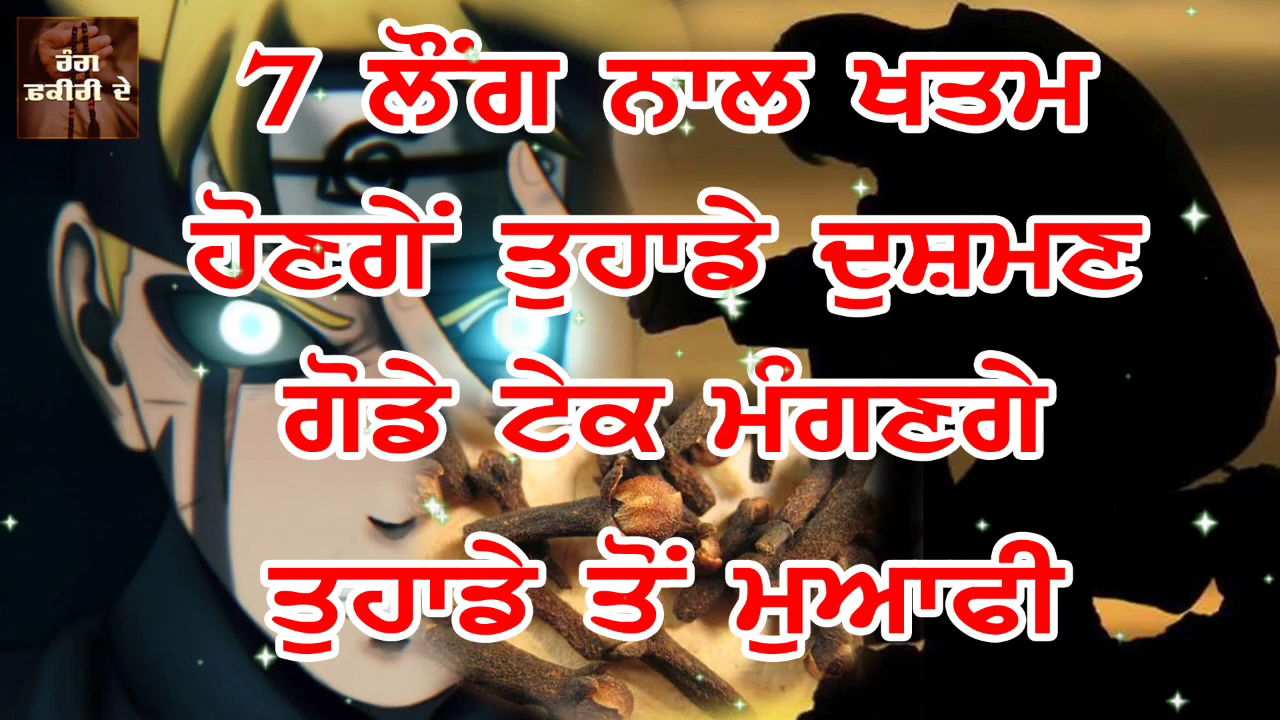 ਰੰਗ
ਫ਼ਕੀਰੀ ਦੇ
7 ਲੌਂਗ ਨਾਲ ਖਤਮ
ਹੋਣਗੇਂ ਤੁਹਾਡੇ ਦੁਸ਼ਮਣ
ਗੋਡੇ ਟੇਕ ਮੰਗਣਗੇ
ਤੁਹਾਡੇ ਤੋਂ ਮੁਆਫੀ